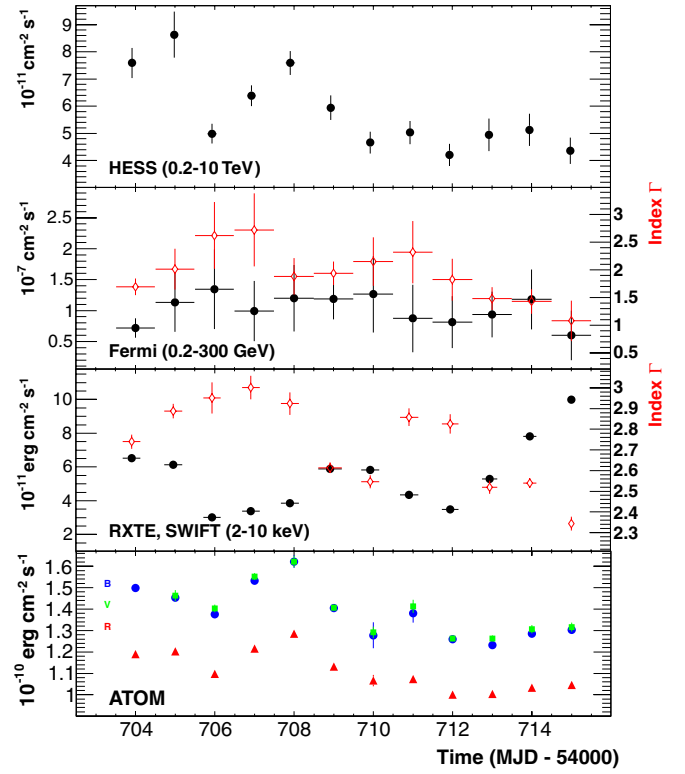 9
8
7
6
5
4
10⁻¹¹ cm⁻² s⁻¹
HESS (0.2-10 TeV)
2.5
2
1.5
1
0.5
10⁻⁷ cm⁻² s⁻¹
3
2.5
2
1.5
1
0.5
Index Γ
Fermi (0.2-300 GeV)
10
8
6
4
2
10⁻¹¹ erg cm⁻² s⁻¹
3
2.9
2.8
2.7
2.6
2.5
2.4
2.3
Index Γ
RXTE, SWIFT (2-10 keV)
1.6
1.5
1.4
1.3
1.2
1.1
1
10⁻¹⁰ erg cm⁻² s⁻¹
B
V
R
ATOM
704 706 708 710 712 714
Time (MJD - 54000)